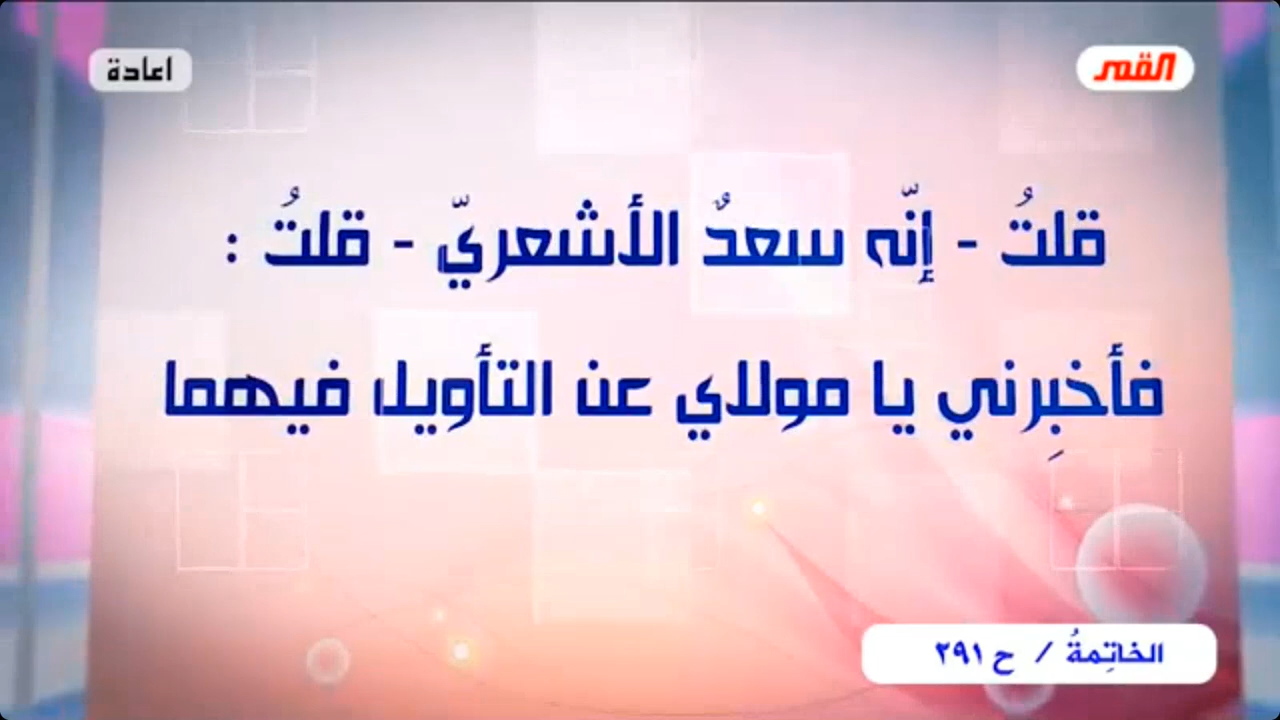 القمر
اعادة
قلتُ - إنّه سعدٌ الأشعريّ - قلتُ :
فأخبِرني يا مولاي عن التأويل فيهما
الخاتِمةُ / ح ٢٩١